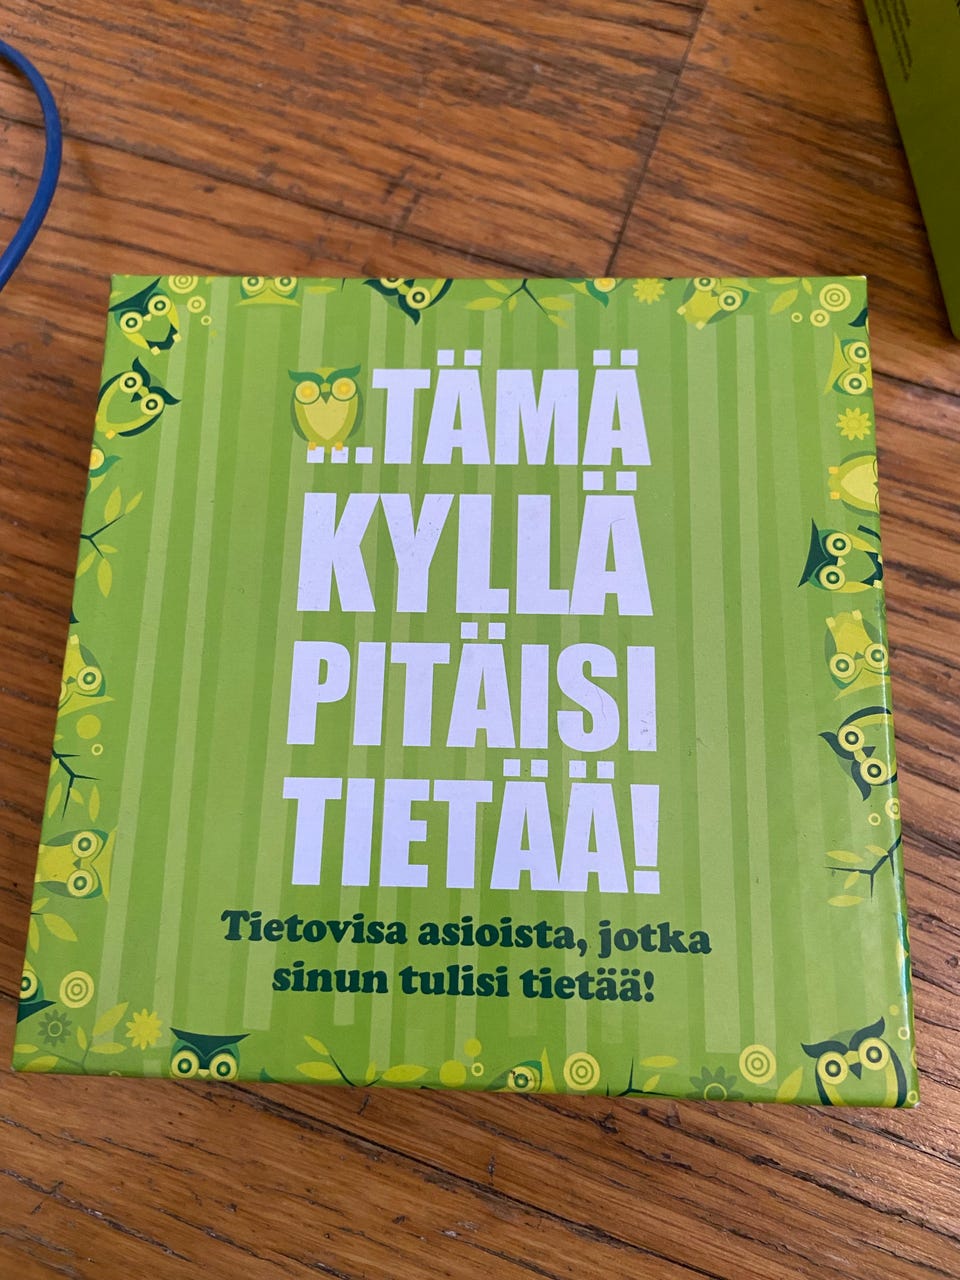 ...TÄMÄ
KYLLÄ
PITÄISI
TIETÄÄ!
Tietovisa asioista, jotka
sinun tulisi tietää!